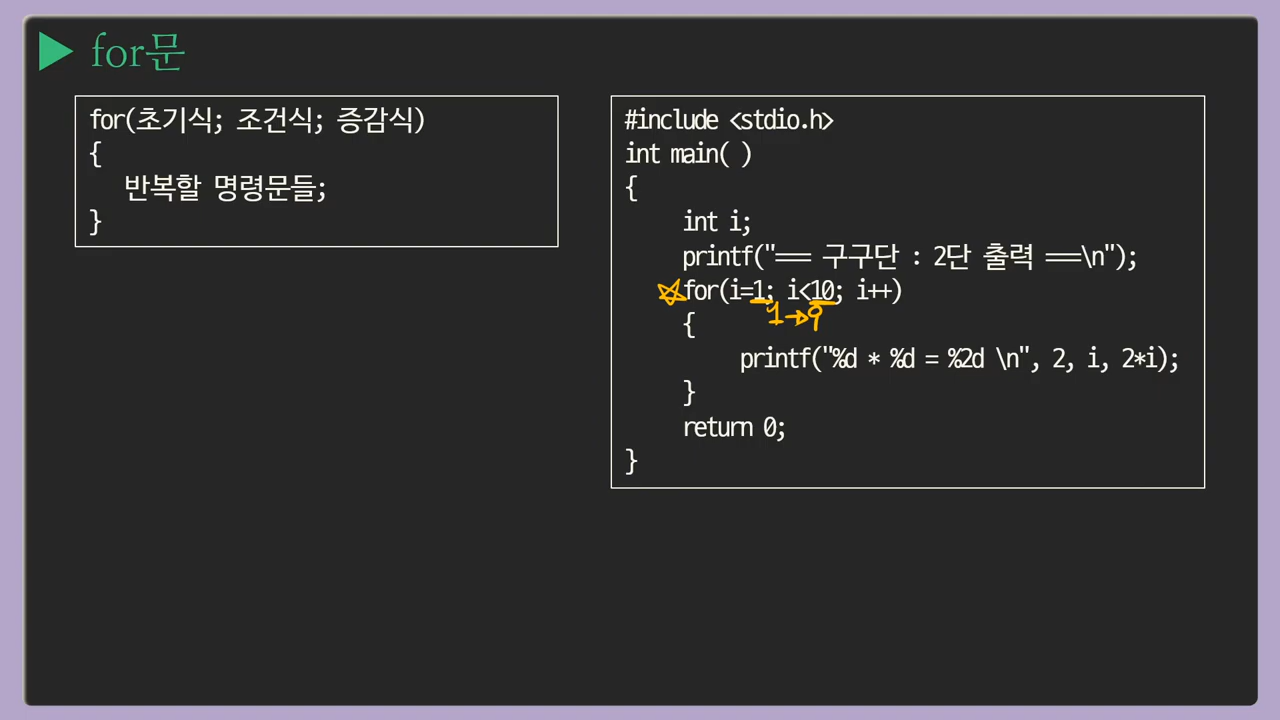 for문
for(초기식; 조건식; 증감식)
{
반복할 명령문들;
}
#include <stdio.h>
int main( )
{
int i;
printf("=== 구구단 : 2단 출력 ===\n");
for(i=1; i<10; i++)
1→9
{
printf("%d * %d = %2d \n", 2, i, 2*i);
}
return 0;
}